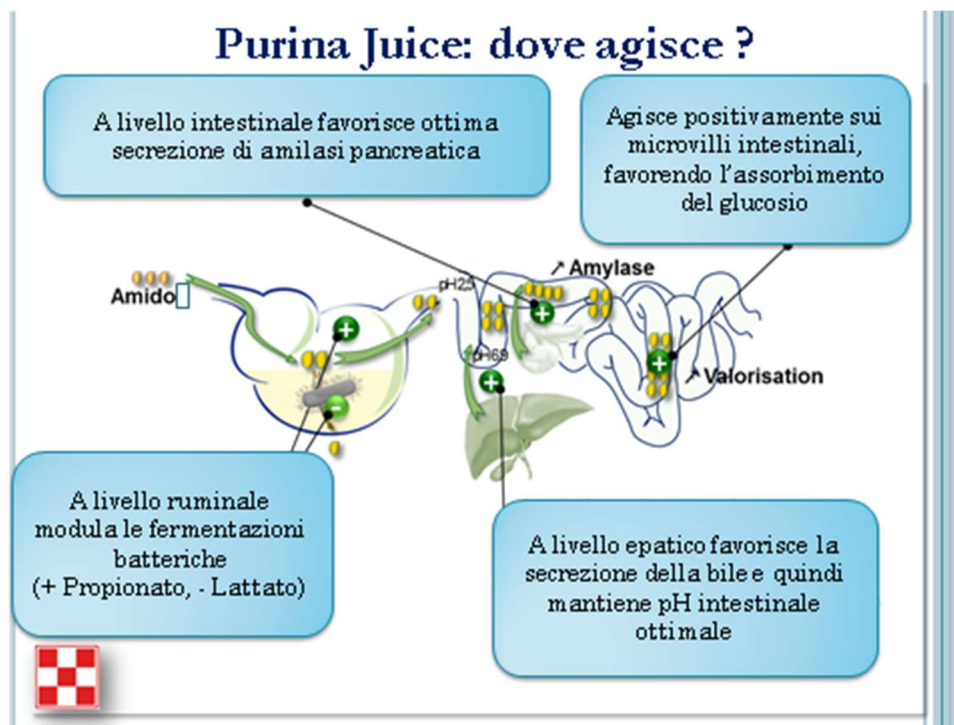 Purina Juice: dove agisce ?
A livello intestinale favorisce ottima
secrezione di amilasi pancreatica
Agisce positivamente sui
microvilli intestinali,
favorendo l'assorbimento
del glucosio
Amido
pH2,5
↗ Amylase
pH6,9
↗ Valorisation
A livello ruminale
modula le fermentazioni
batteriche
(+ Propionato, - Lattato)
A livello epatico favorisce la
secrezione della bile e quindi
mantiene pH intestinale
ottimale